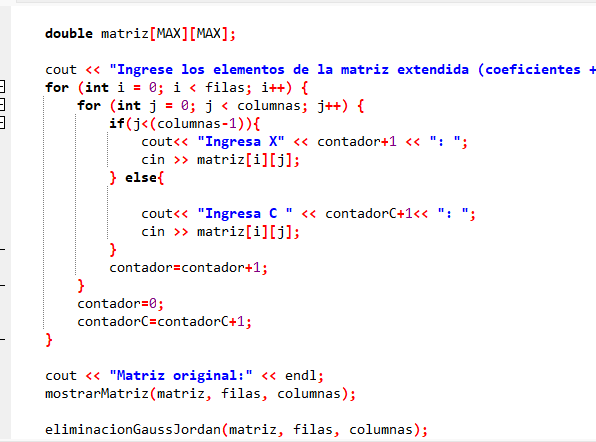 double matriz[MAX][MAX];
cout << "Ingrese los elementos de la matriz extendida (coeficientes +
for (int i = 0; i < filas; i++) {
for (int j = 0; j < columnas; j++) {
if(j<(columnas-1)){
cout<< "Ingresa X" << contador+1 << ": ";
cin >> matriz[i][j];
} else{
cout<< "Ingresa C " << contadorC+1<< ": ";
cin >> matriz[i][j];
}
contador=contador+1;
}
contador=0;
contadorC=contadorC+1;
}
cout << "Matriz original:" << endl;
mostrarMatriz(matriz, filas, columnas);
eliminacionGaussJordan(matriz, filas, columnas);